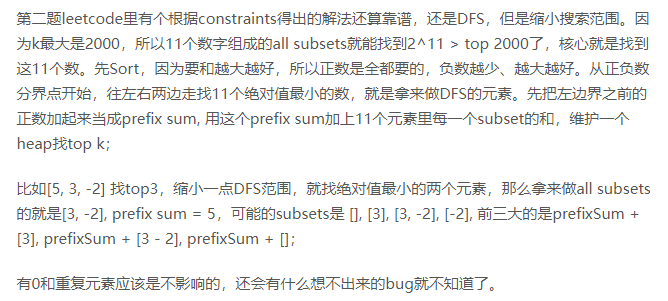 第二题leetcode里有个根据constraints得出的解法还算靠谱，还是DFS，但是缩小搜索范围。因
为k最大是2000，所以11个数字组成的all subsets就能找到2^11 > top 2000了，核心就是找到
这11个数。先Sort，因为要和越大越好，所以正数是全都要的，负数越少、越大越好。从正负数
分界点开始，往左右两边走找11个绝对值最小的数，就是拿来做DFS的元素。先把左边界之前的
正数加起来当成prefix sum, 用这个prefix sum加上11个元素里每一个subset的和，维护一个
heap找top k;
比如[5, 3, -2] 找top3，缩小一点DFS范围，就找绝对值最小的两个元素，那么拿来做all subsets
的就是[3, -2], prefix sum = 5，可能的subsets是 [], [3], [3, -2], [-2], 前三大的是prefixSum +
[3], prefixSum + [3 - 2], prefixSum + [];
有0和重复元素应该是不影响的，还会有什么想不出来的bug就不知道了。